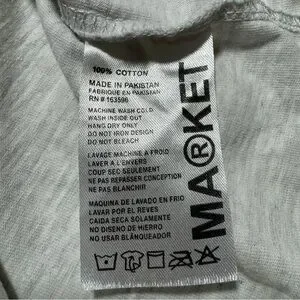 100% COTTON
MADE IN PAKISTAN
FABRIQUE EN PAKISTAN
RN # 163596
MACHINE WASH COLD
WASH INSIDE OUT
HANG DRY ONLY
DO NOT IRON DESIGN
DO NOT BLEACH
LAVAGE MACHINE A FROID
LAVER A L'ENVERS
COUP SEC SEULEMENT
NE PAS REPASSER CONCEPTION
NE PAS BLANCHIR
MAQUINA DE LAVADO EN FRIO
LAVAR POR EL REVES
CAIDA SECA SOLAMENTE
NO DISENO DE HIERRO
NO USAR BLANQUEADOR
MA®KET